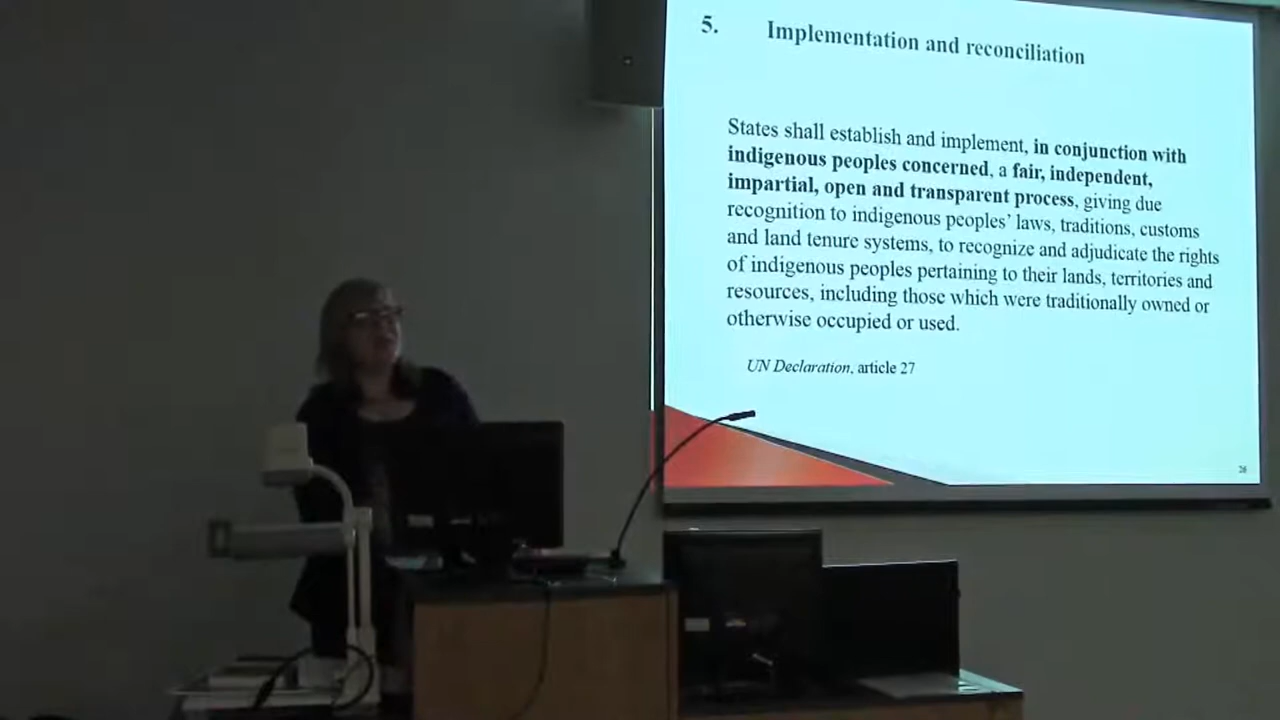 5. Implementation and reconciliation
States shall establish and implement, in conjunction with
indigenous peoples concerned, a fair, independent,
impartial, open and transparent process, giving due
recognition to indigenous peoples' laws, traditions, customs
and land tenure systems, to recognize and adjudicate the rights
of indigenous peoples pertaining to their lands, territories and
resources, including those which were traditionally owned or
otherwise occupied or used.
UN Declaration, article 27
26